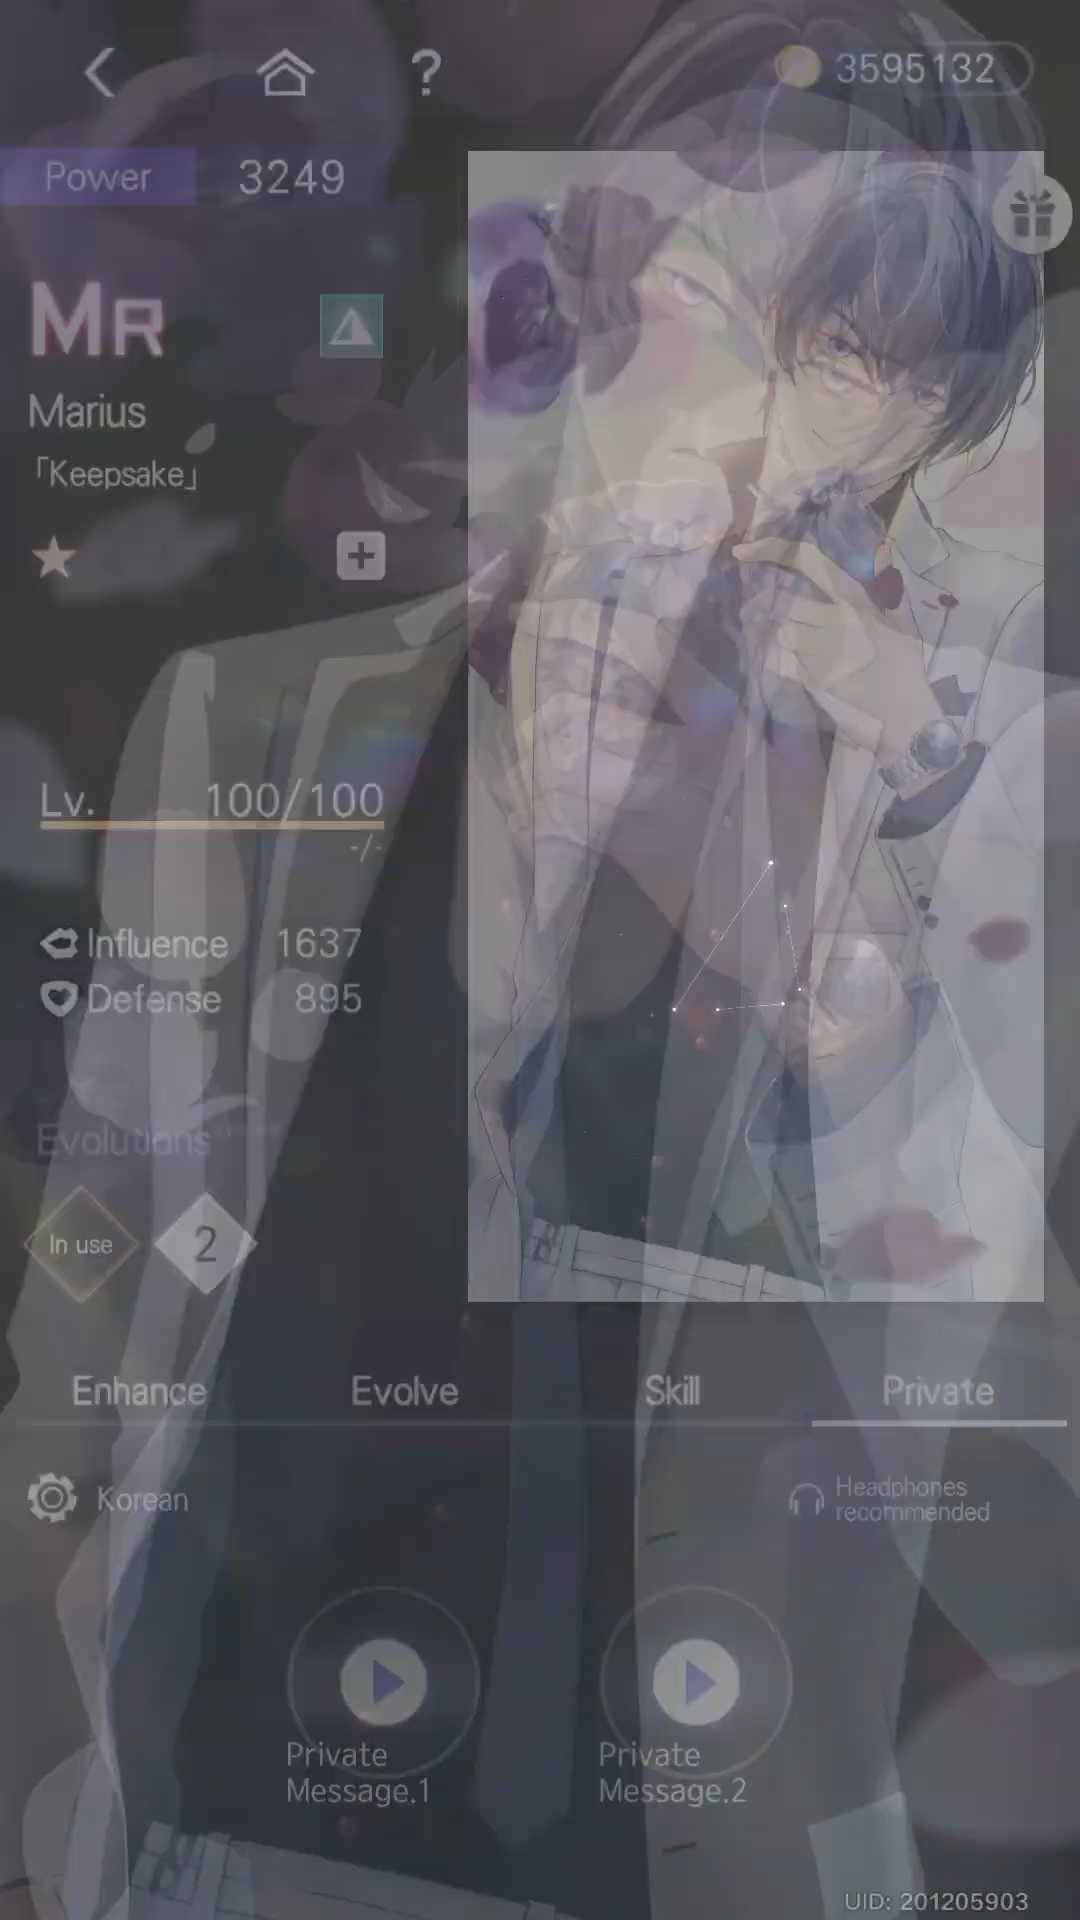 ?
3595132
Power 3249
MR
Marius
「Keepsake」
Lv. 100/100
-/-
Influence 1637
Defense 895
Evolutions
In use 2
Enhance Evolve Skill Private
Korean
Headphones
recommended
Private
Message.1
Private
Message.2
UID: 201205903